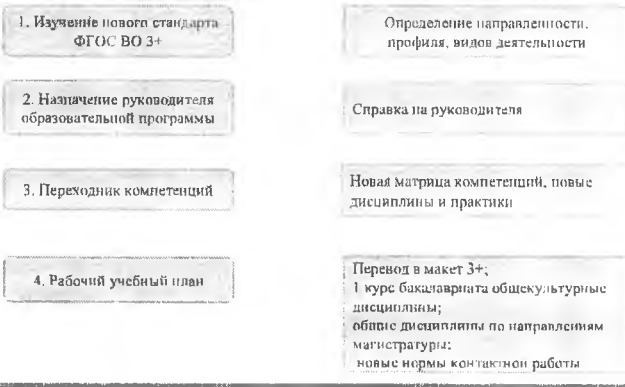 1. Изучение нового стандарта
ФГОС ВО 3+
Определение направленности,
профиля, видов деятельности
2. Назначение руководителя
образовательной программы
Справка на руководителя
3. Переходник компетенций
Новая матрица компетенций, новые
дисциплины и практики
4. Рабочий учебный план
Перевод в макет 3+;
1 курс бакалавриата общекультурные
дисциплины;
общие дисциплины по направлениям
магистратуры;
новые нормы контактной работы